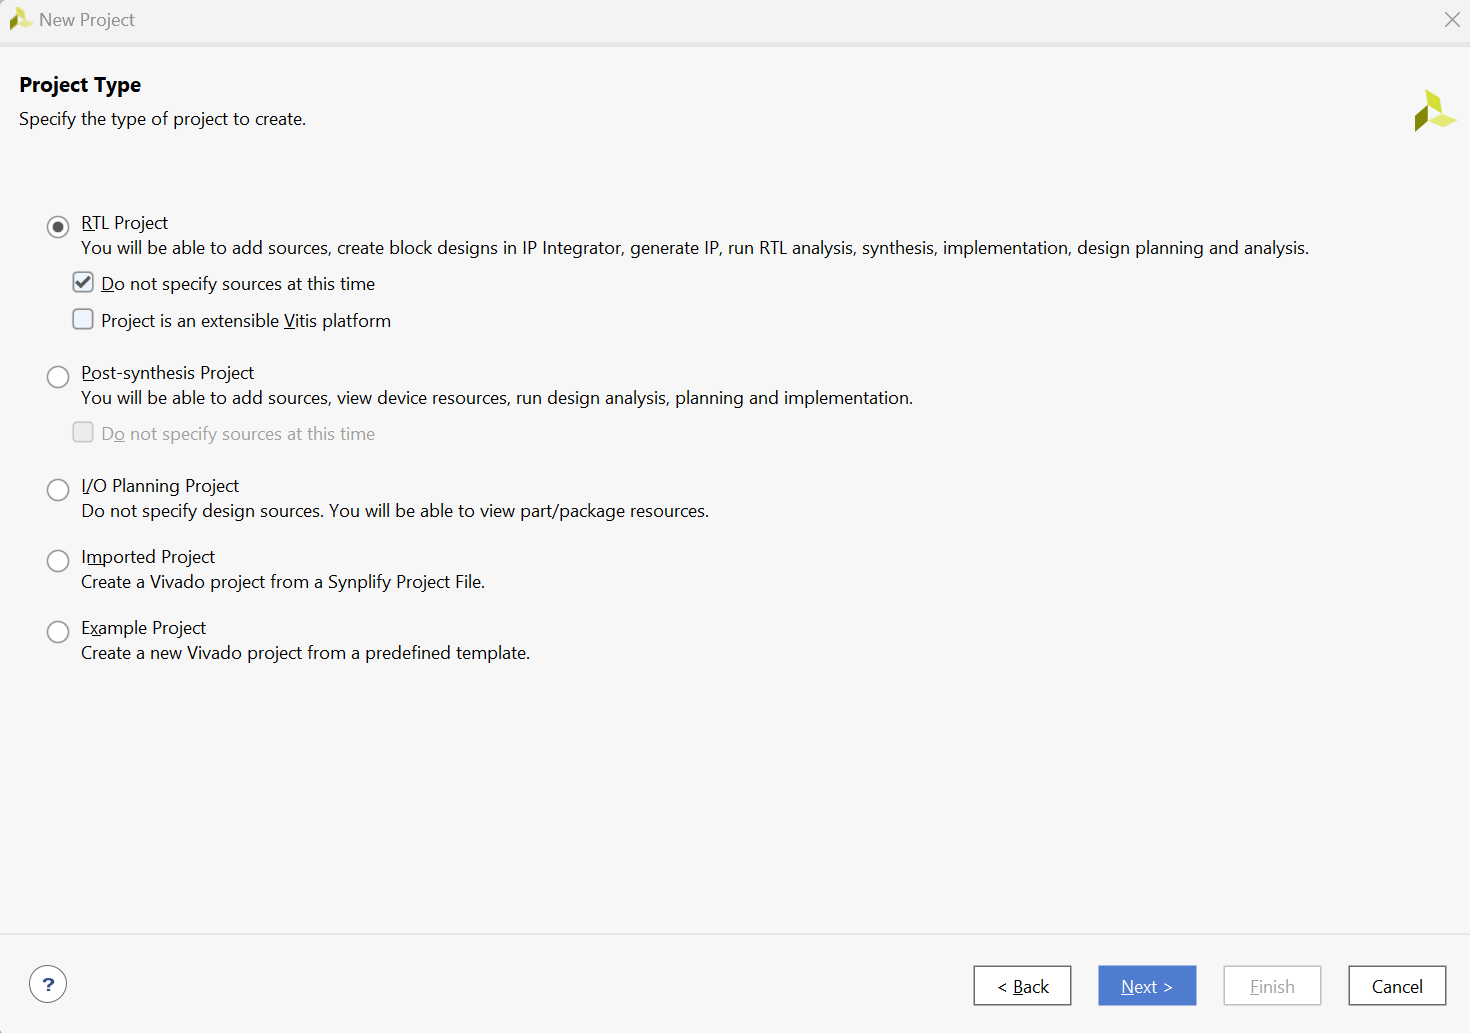 New Project
Project Type
Specify the type of project to create.
RTL Project
You will be able to add sources, create block designs in IP Integrator, generate IP, run RTL analysis, synthesis, implementation, design planning and analysis.
Do not specify sources at this time
Project is an extensible Vitis platform
Post-synthesis Project
You will be able to add sources, view device resources, run design analysis, planning and implementation.
Do not specify sources at this time
I/O Planning Project
Do not specify design sources. You will be able to view part/package resources.
Imported Project
Create a Vivado project from a Synplify Project File.
Example Project
Create a new Vivado project from a predefined template.
? < Back Next > Finish Cancel